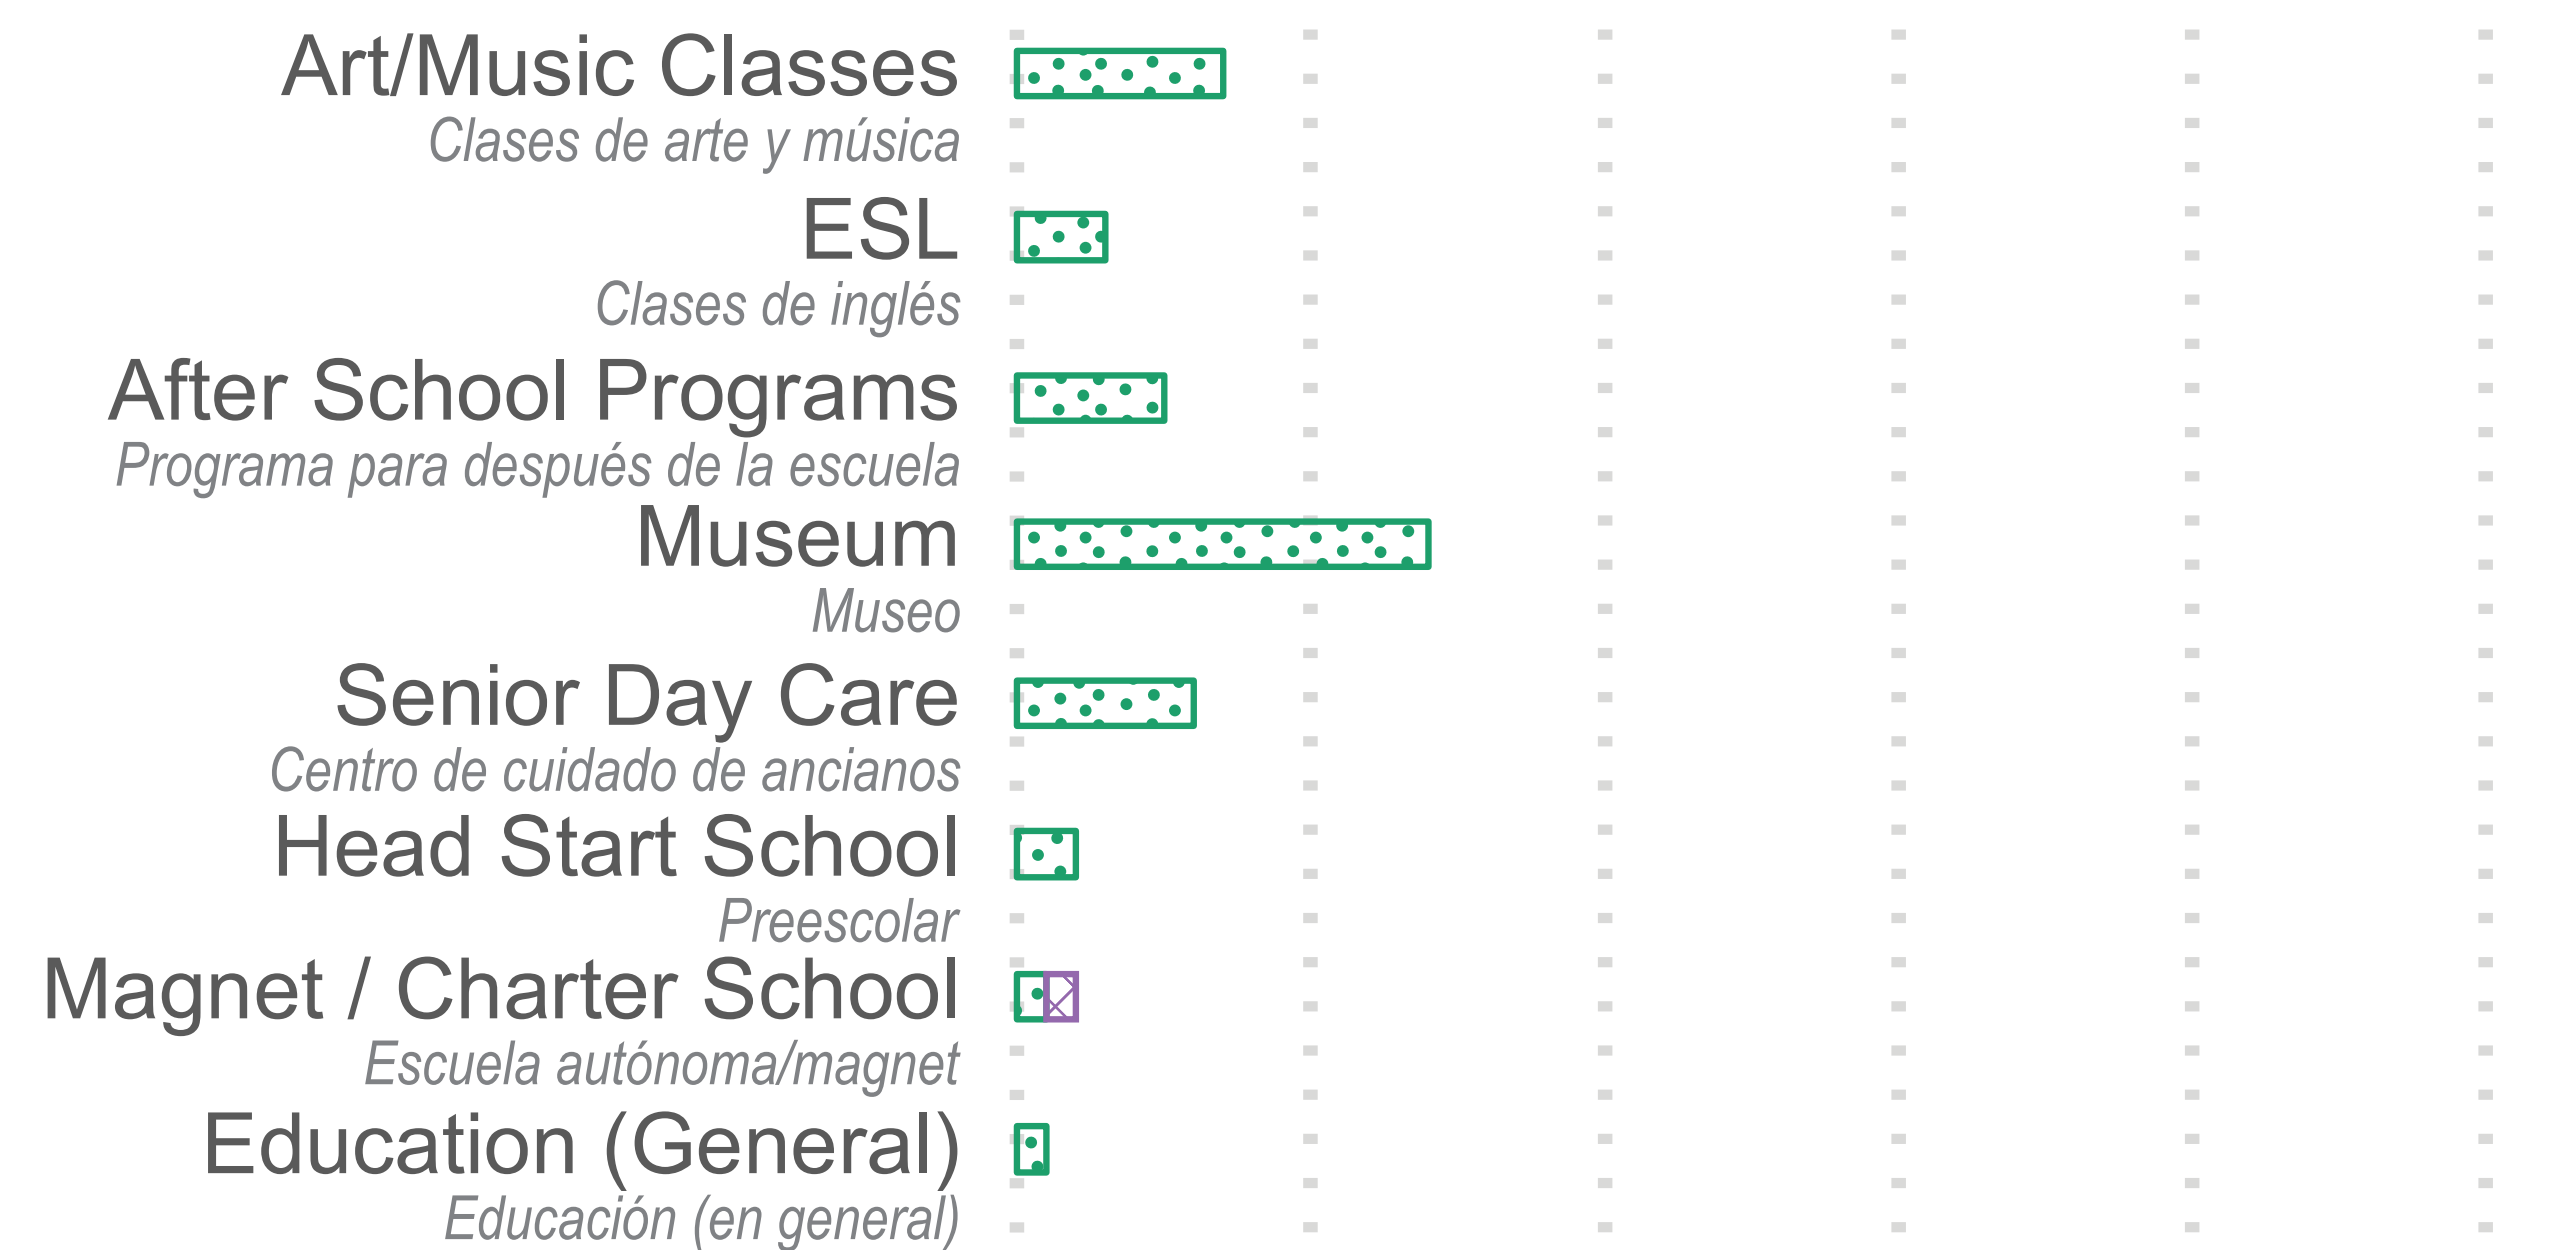 Art/Music Classes
Clases de arte y música
ESL
Clases de inglés
After School Programs
Programa para después de la escuela
Museum
Museo
Senior Day Care
Centro de cuidado de ancianos
Head Start School
Preescolar
Magnet / Charter School
Escuela autónoma/magnet
Education (General)
Educación (en general)